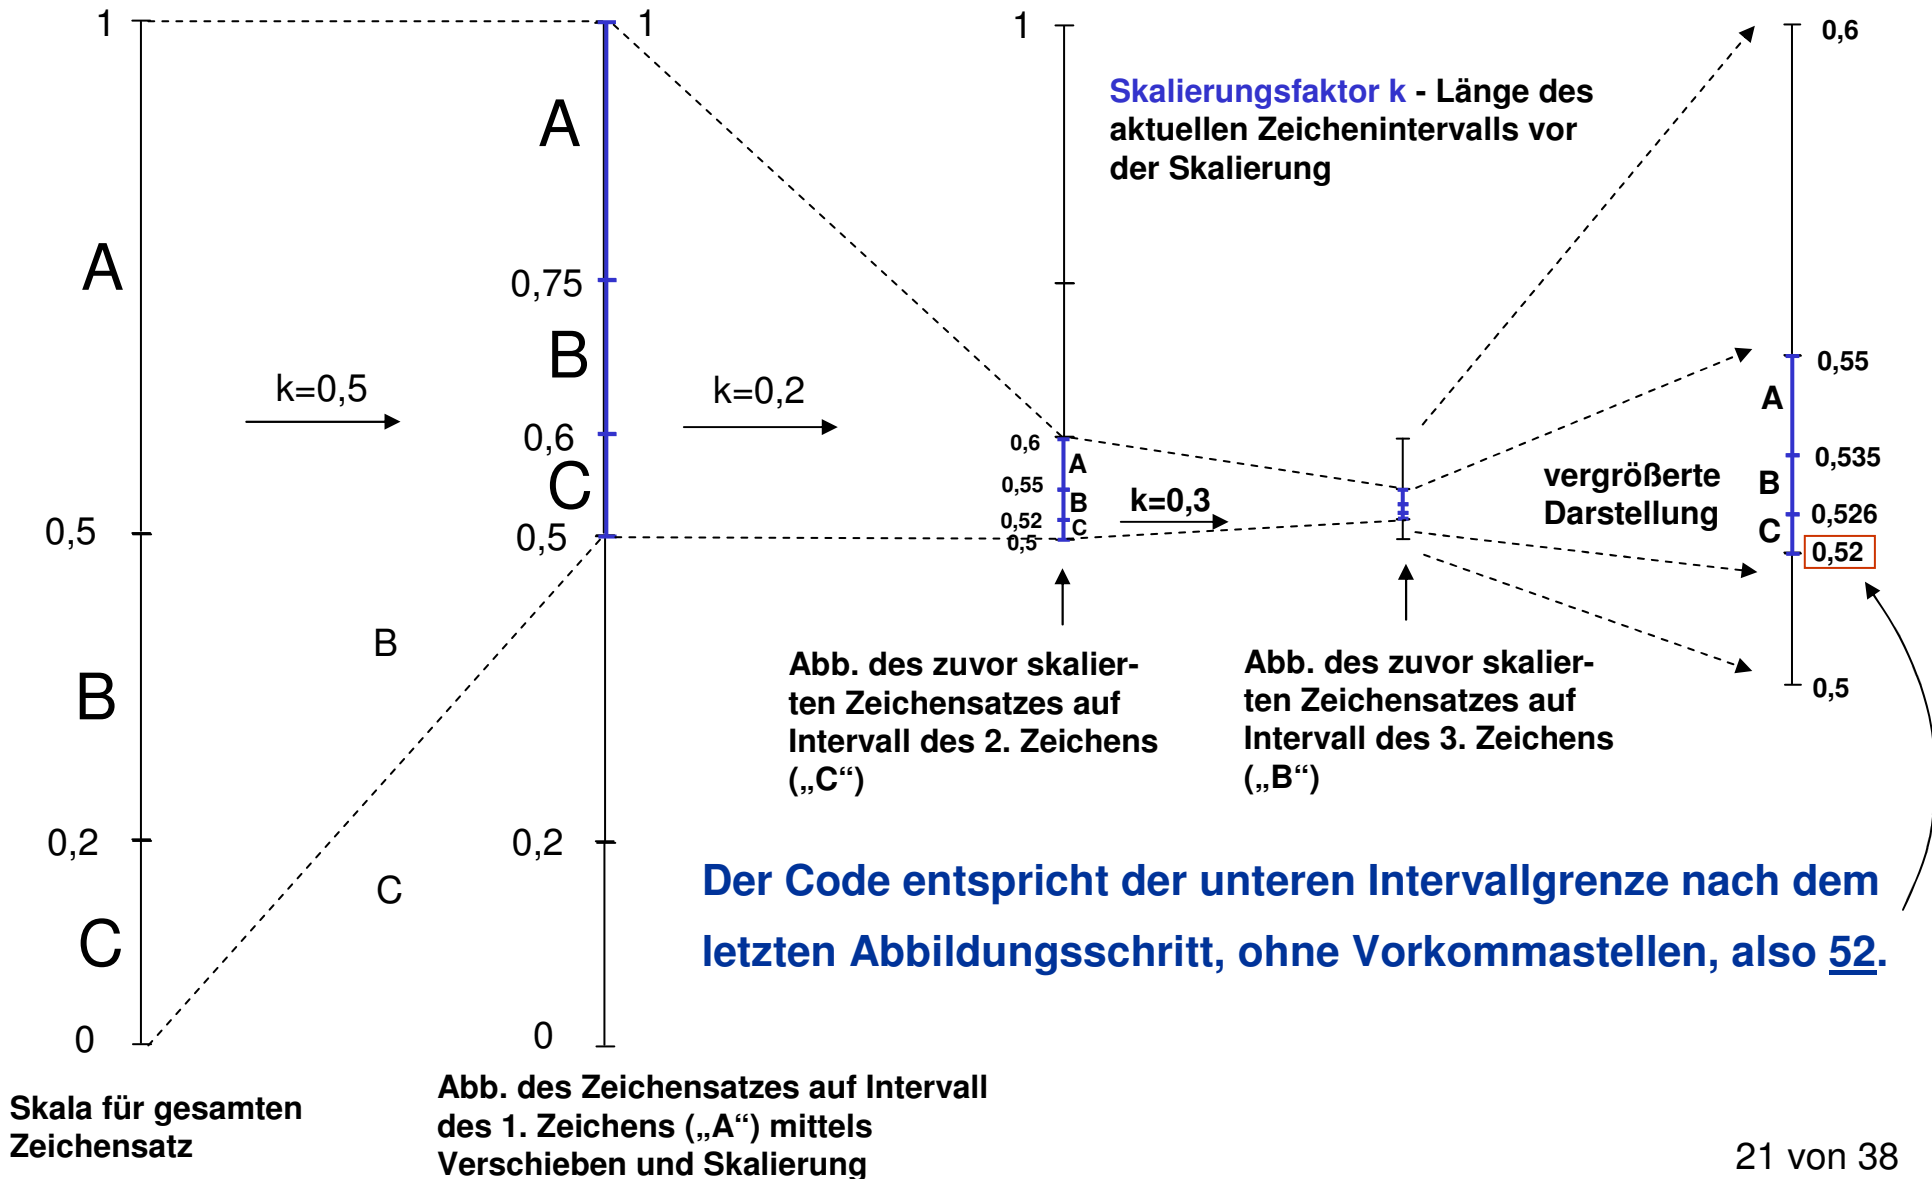 1
A
0,5
B
0,2
C
0
Skala für gesamten
Zeichensatz
k=0,5
B
C
1
A
0,75
B
0,6
C
0,5
0,2
0
Abb. des Zeichensatzes auf Intervall
des 1. Zeichens („A“) mittels
Verschieben und Skalierung
k=0,2
1
Skalierungsfaktor k - Länge des
aktuellen Zeichenintervalls vor
der Skalierung
0,6
A
0,55
B
0,52
C
0,5
k=0,3
Abb. des zuvor skalier-
ten Zeichensatzes auf
Intervall des 2. Zeichens
(„C“)
Abb. des zuvor skalier-
ten Zeichensatzes auf
Intervall des 3. Zeichens
(„B“)
vergrößerte
Darstellung
0,6
0,55
A
0,535
B
0,526
C
0,52
0,5
Der Code entspricht der unteren Intervallgrenze nach dem
letzten Abbildungsschritt, ohne Vorkommastellen, also 52.
21 von 38